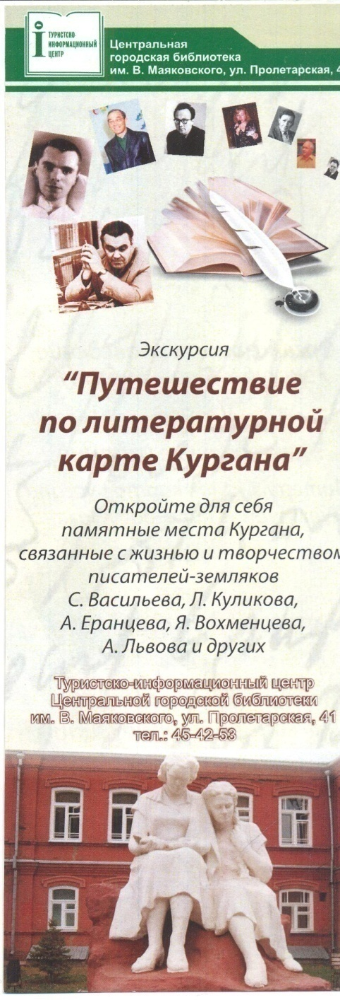 ТУРИСТСКО
ИНФОРМАЦИОННЫЙ
ЦЕНТР
Центральная
городская библиотека
им. В. Маяковского, ул. Пролетарская, 4
Экскурсия
“Путешествие
по литературной
карте Кургана”
Откройте для себя
памятные места Кургана,
связанные с жизнью и творчеством
писателей-земляков
С. Васильева, Л. Куликова,
А. Еранцева, Я. Вохменцева,
А. Львова и других
Туристско-информационный центр
Центральной городской библиотеки
им. В. Маяковского, ул. Пролетарская, 41
тел.: 45-42-53